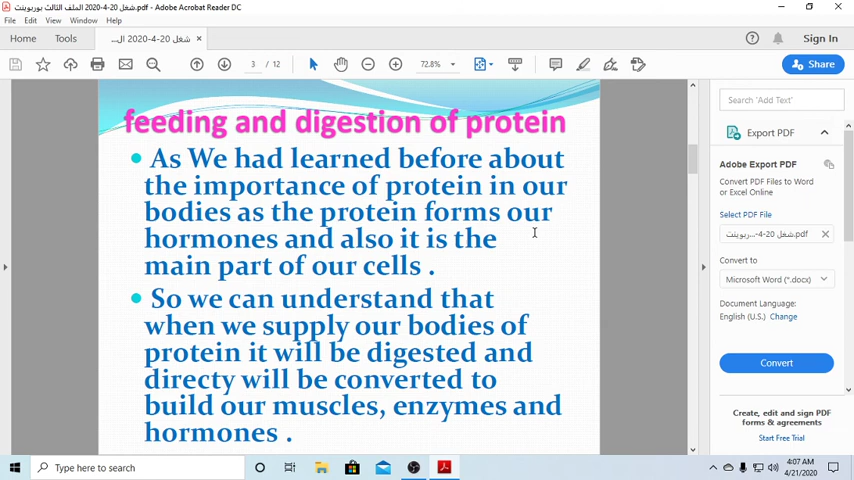 شغل 20-4-2020 الملف الثالث بوربوينت.pdf - Adobe Acrobat Reader DC
File Edit View Window Help
Home Tools شغل 20-4-2020 ال... × Sign In
3 / 12 72.8% Share
feeding and digestion of protein
As We had learned before about
the importance of protein in our
bodies as the protein forms our
hormones and also it is the
main part of our cells .
So we can understand that
when we supply our bodies of
protein it will be digested and
directy will be converted to
build our muscles, enzymes and
hormones .
Search 'Add Text'
Export PDF
Adobe Export PDF
Convert PDF Files to Word
or Excel Online
Select PDF File
شغل 20-4-...ربوينت.pdf
Convert to
Microsoft Word (*.docx)
Document Language:
English (U.S.) Change
Convert
Create, edit and sign PDF
forms & agreements
Start Free Trial
Type here to search
4:07 AM
4/21/2020